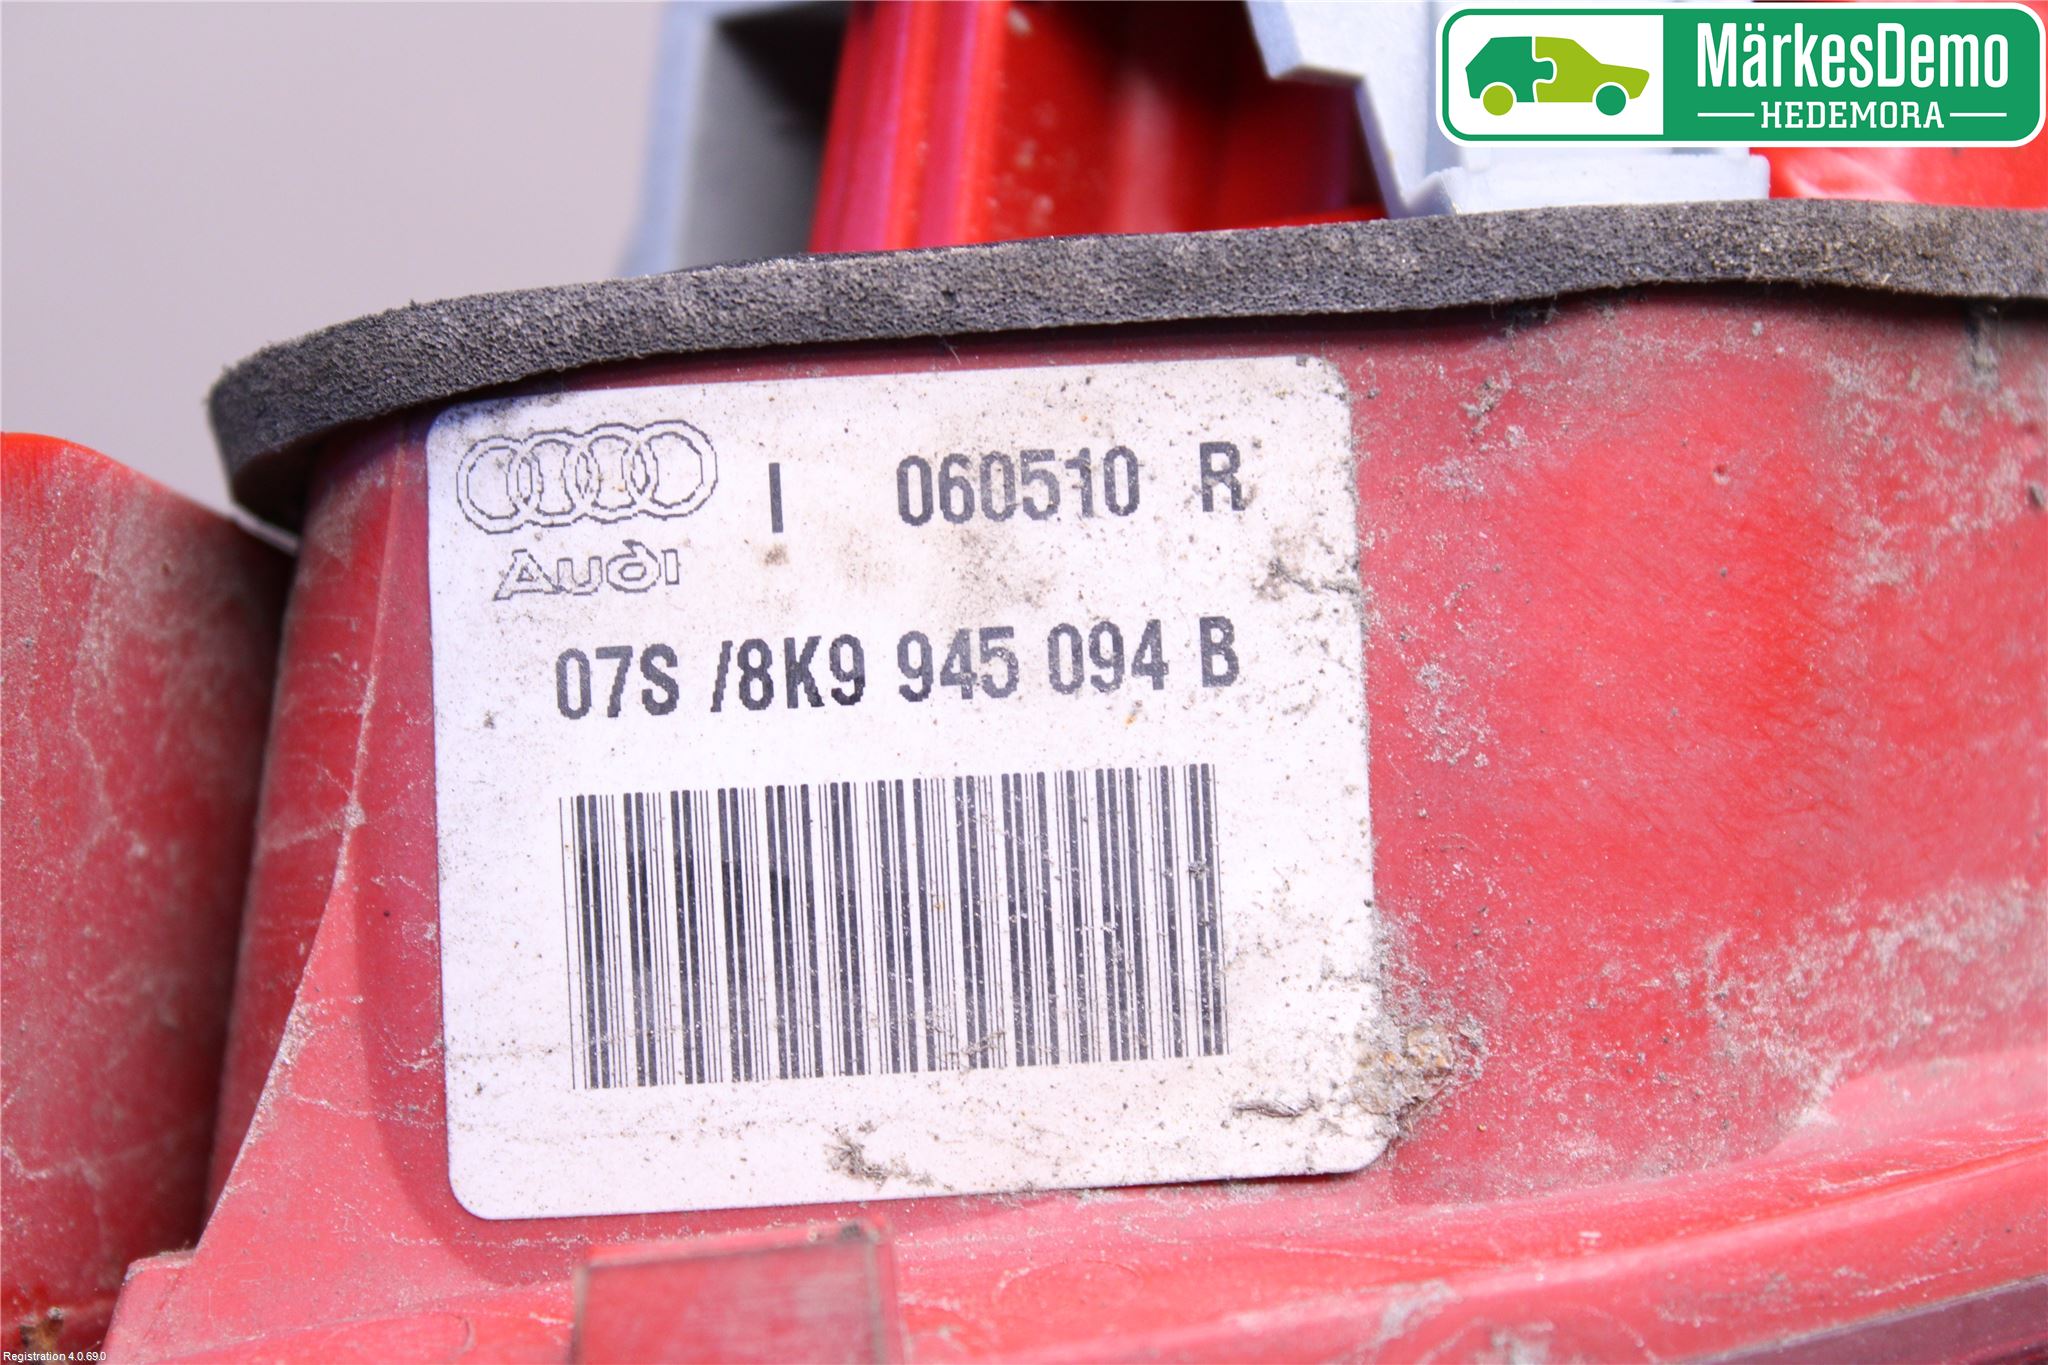 MärkesDemo
HEDEMORA
I 060510 R
Audi
07S /8K9 945 094 B
Registration 4.0.69.0